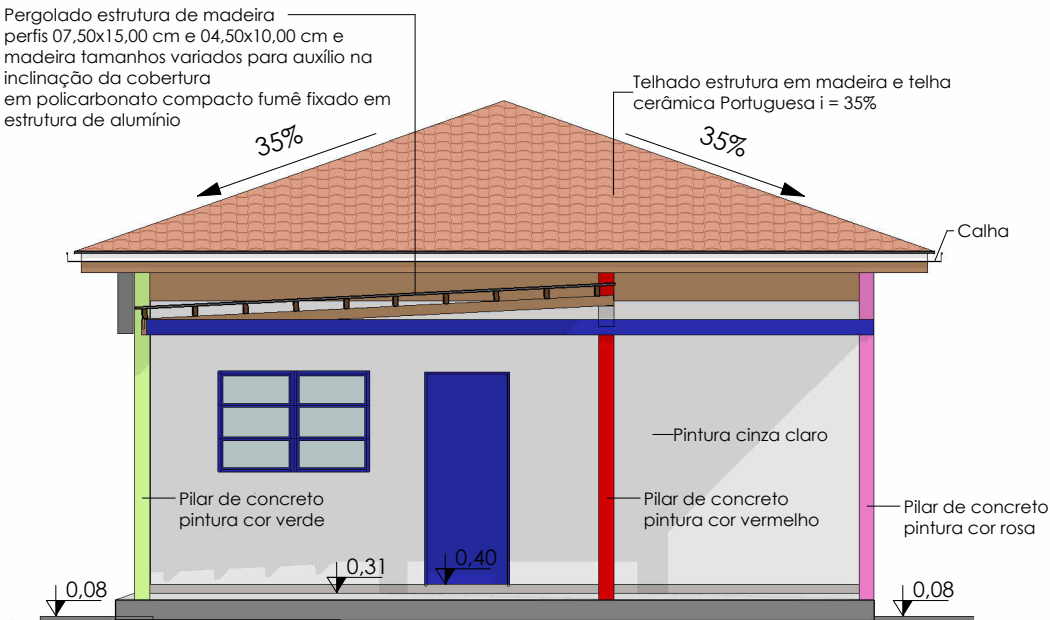 Pergolado estrutura de madeira
perfis 07,50x15,00 cm e 04,50x10,00 cm e
madeira tamanhos variados para auxílio na
inclinação da cobertura
em policarbonato compacto fumê fixado em
estrutura de alumínio
Telhado estrutura em madeira e telha
cerâmica Portuguesa i = 35%
35%
35%
Calha
Pintura cinza claro
Pilar de concreto
pintura cor verde
Pilar de concreto
pintura cor vermelho
Pilar de concreto
pintura cor rosa
0,31
0,40
0,08
0,08